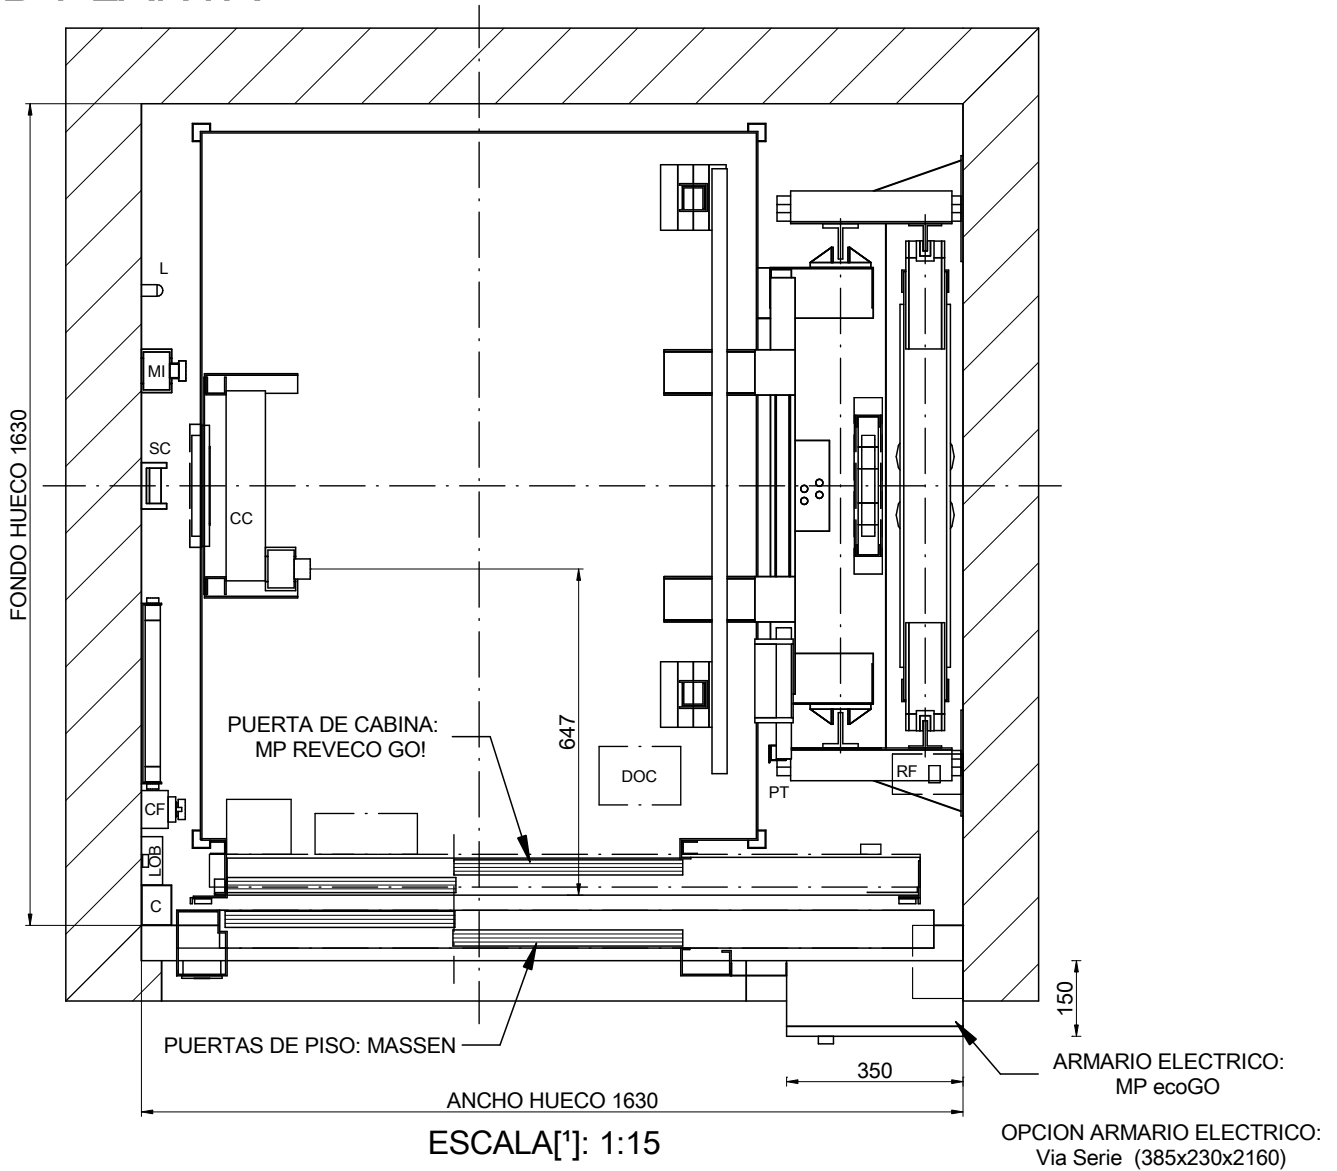 L
MI
SC
CC
FONDO HUECO 1630
647
PUERTA DE CABINA:
MP REVECO GO!
DOC
RF
PT
CF
LOB
C
150
PUERTAS DE PISO: MASSEN
350
ARMARIO ELECTRICO:
MP ecoGO
ANCHO HUECO 1630
ESCALA[¹]: 1:15
OPCION ARMARIO ELECTRICO:
Via Serie (385x230x2160)